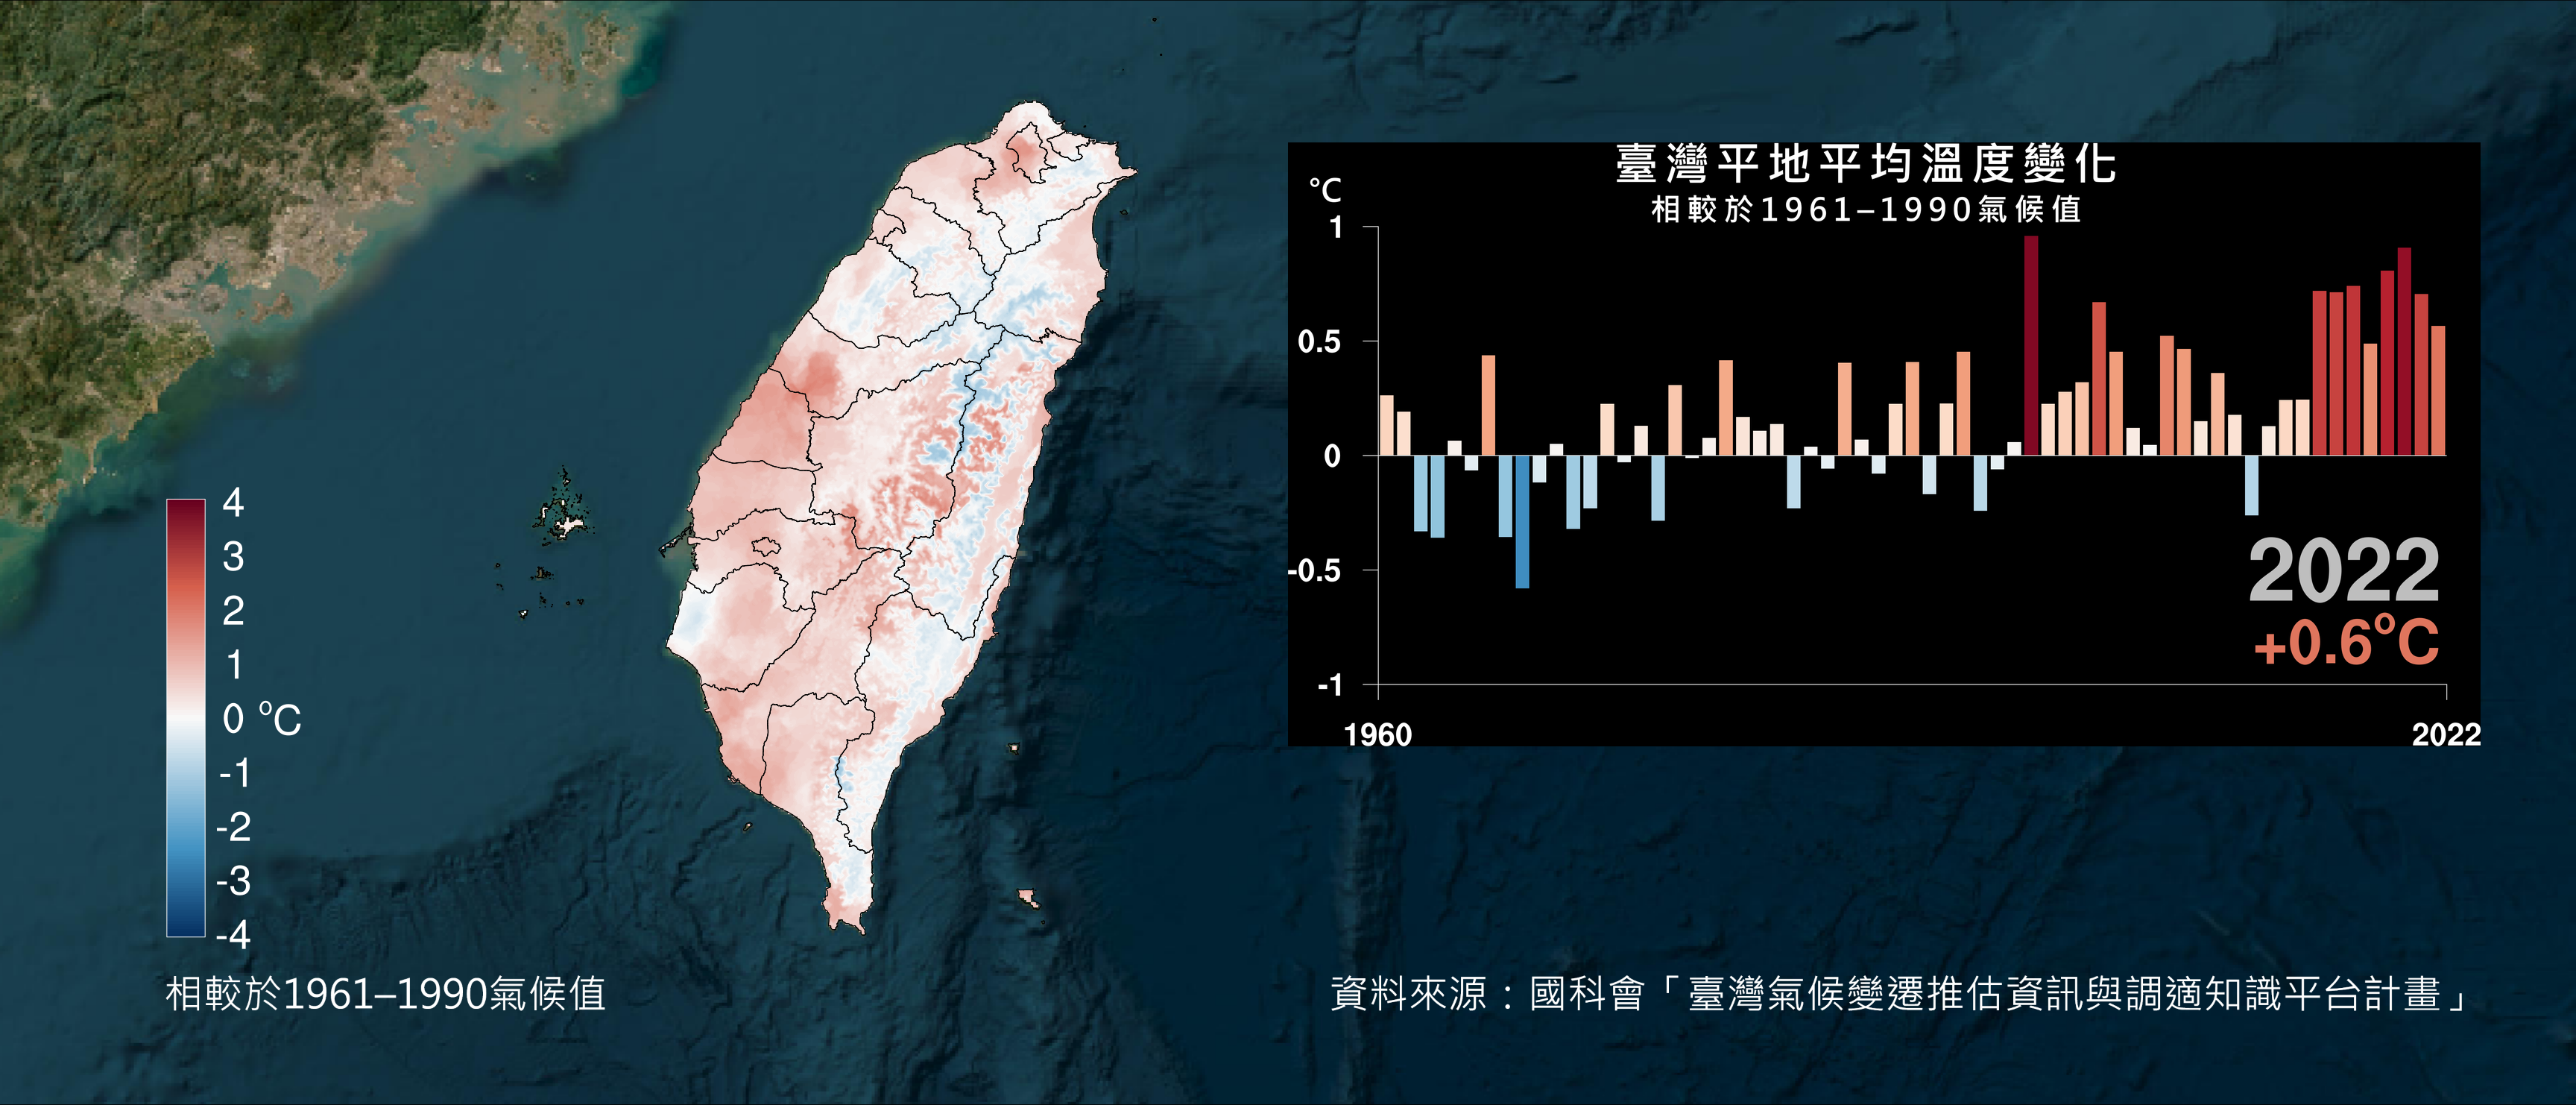 臺灣平地平均溫度變化
相較於1961–1990氣候值
°C
1
0.5
0
-0.5
-1
1960
2022
2022
+0.6°C
4
3
2
1
0 °C
-1
-2
-3
-4
相較於1961–1990氣候值
資料來源：國科會「臺灣氣候變遷推估資訊與調適知識平台計畫」